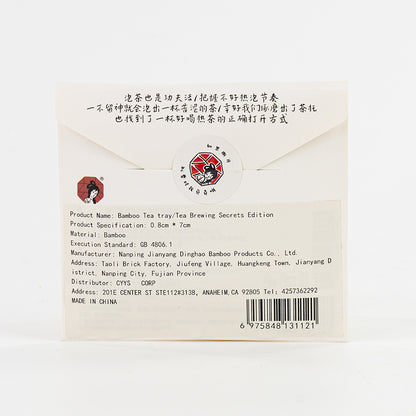 泡茶也是功夫活/把握不好热泡节奏
一不留神就会泡出一杯苦涩的茶/幸好我们琢磨出了茶托
也找到了一杯好喝热茶的正确打开方式
Product Name: Bamboo Tea tray/Tea Brewing Secrets Edition
Product Specification: 0.8cm * 7cm
Material: Bamboo
Execution Standard: GB 4806.1
Manufacturer: Nanping Jianyang Dinghao Bamboo Products Co., Ltd.
Address: Taoli Brick Factory, Jiufeng Village, Huangkeng Town, Jianyang D
istrict, Nanping City, Fujian Province
Distributor: CYYS CORP
Address: 201E CENTER ST STE112#3138, ANAHEIM,CA 92805 Tel: 4257362292
MADE IN CHINA
6 975848 131121